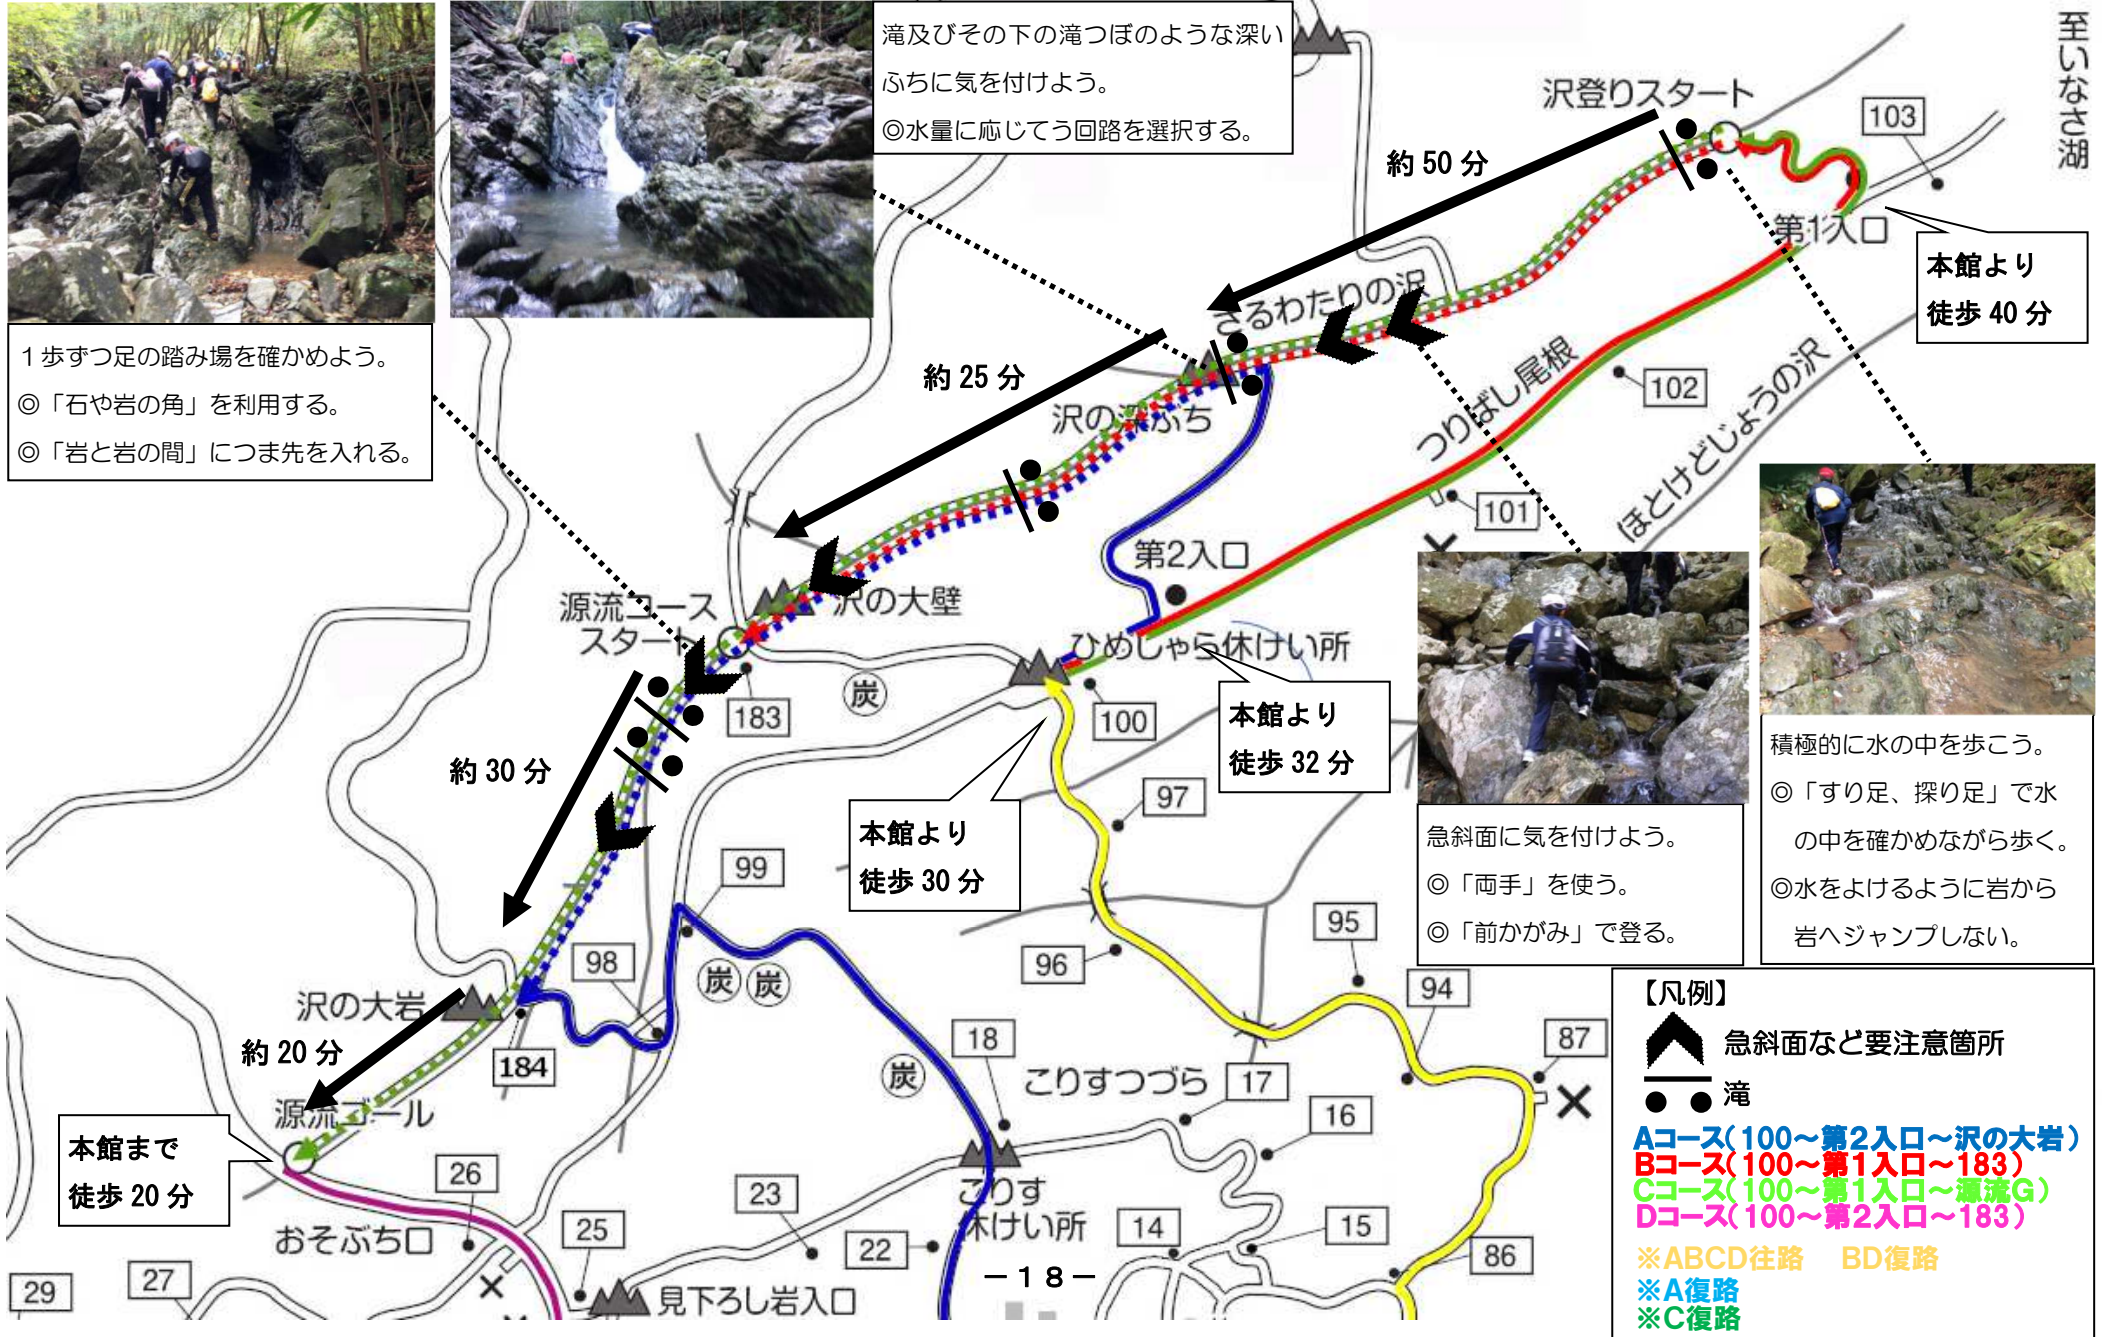 滝及びその下の滝つぼのような深い
ふちに気を付けよう。
◎水量に応じてう回路を選択する。
至いなさ湖
沢登りスタート
103
約50分
第1入口
本館より
徒歩40分
さるわたりの沢
1歩ずつ足の踏み場を確かめよう。
◎「石や岩の角」を利用する。
◎「岩と岩の間」につま先を入れる。
約25分
沢の深ぶち
つりばし尾根
102
ほとけどじょうの沢
101
第2入口
源流コース
スタート
沢の大壁
ひめしゃら休けい所
183
炭
100
本館より
徒歩32分
約30分
97
本館より
徒歩30分
積極的に水の中を歩こう。
◎「すり足、探り足」で水
の中を確かめながら歩く。
◎水をよけるように岩から
岩へジャンプしない。
急斜面に気を付けよう。
◎「両手」を使う。
◎「前かがみ」で登る。
99
98
炭 炭
96
95
94
87
沢の大岩
約20分
184
炭
18
こりすつづら
17
16
源流ゴール
本館まで
徒歩20分
26
おそぶち口
25
23
22
こりす
休けい所
14
15
86
29
27
見下ろし岩入口
【凡例】
急斜面など要注意箇所
滝
Aコース(100～第2入口～沢の大岩)
Bコース(100～第1入口～183)
Cコース(100～第1入口～源流G)
Dコース(100～第2入口～183)
※ABCD往路 BD復路
※A復路
※C復路
－18－